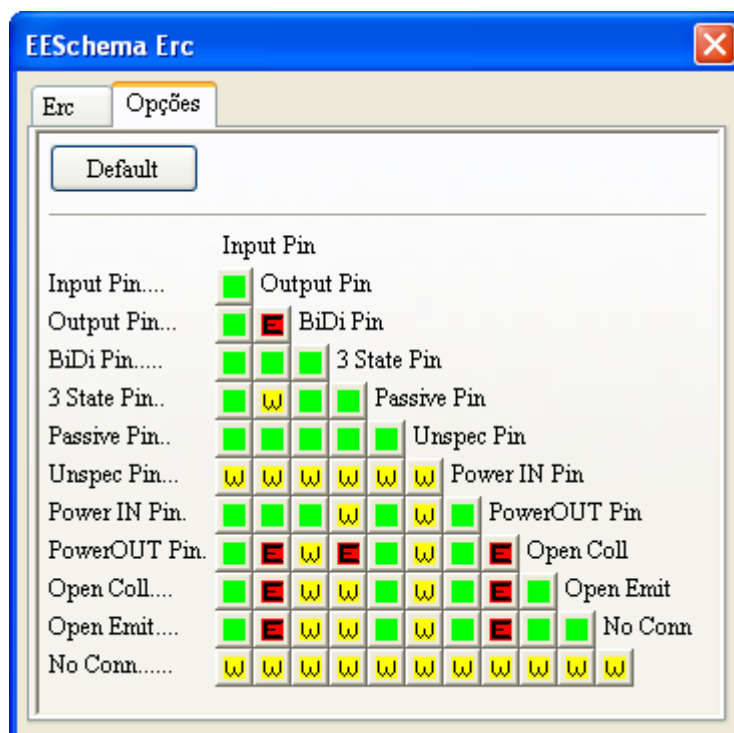 EESchema Erc
Erc Opções
Default
Input Pin
Input Pin.... Output Pin
Output Pin... E BiDi Pin
BiDi Pin..... 3 State Pin
3 State Pin.. W Passive Pin
Passive Pin.. Unspec Pin
Unspec Pin... W W W W W W Power IN Pin
Power IN Pin. W W PowerOUT Pin
PowerOUT Pin. E W E W E Open Coll
Open Coll.... E W W W E Open Emit
Open Emit.... E W W W E No Conn
No Conn...... W W W W W W W W W W W